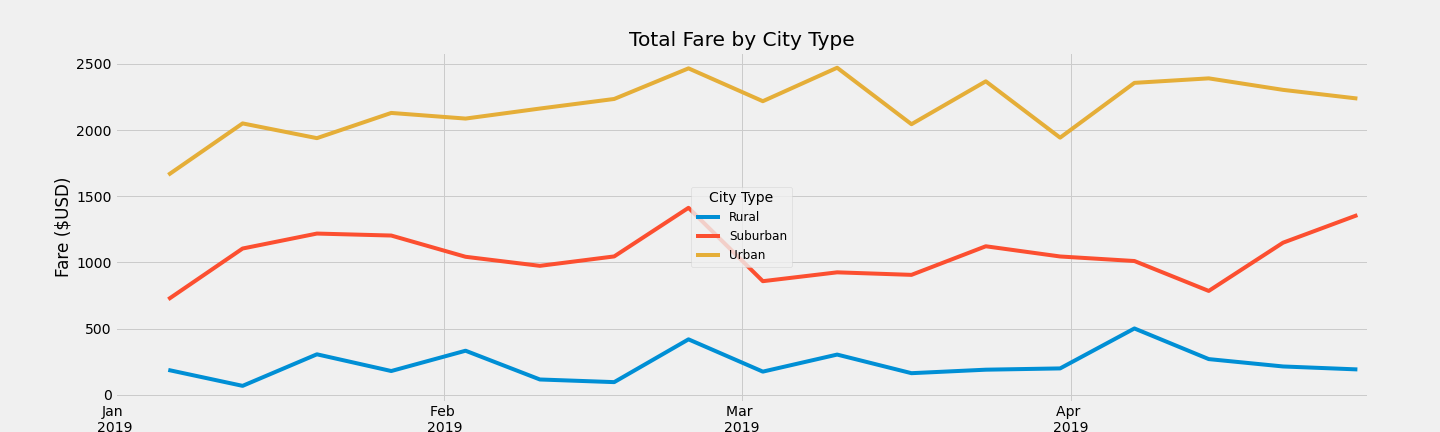 Total Fare by City Type
Fare ($USD)
2500
2000
1500
1000
500
0
City Type
Rural
Suburban
Urban
Jan Feb Mar Apr
2019 2019 2019 2019